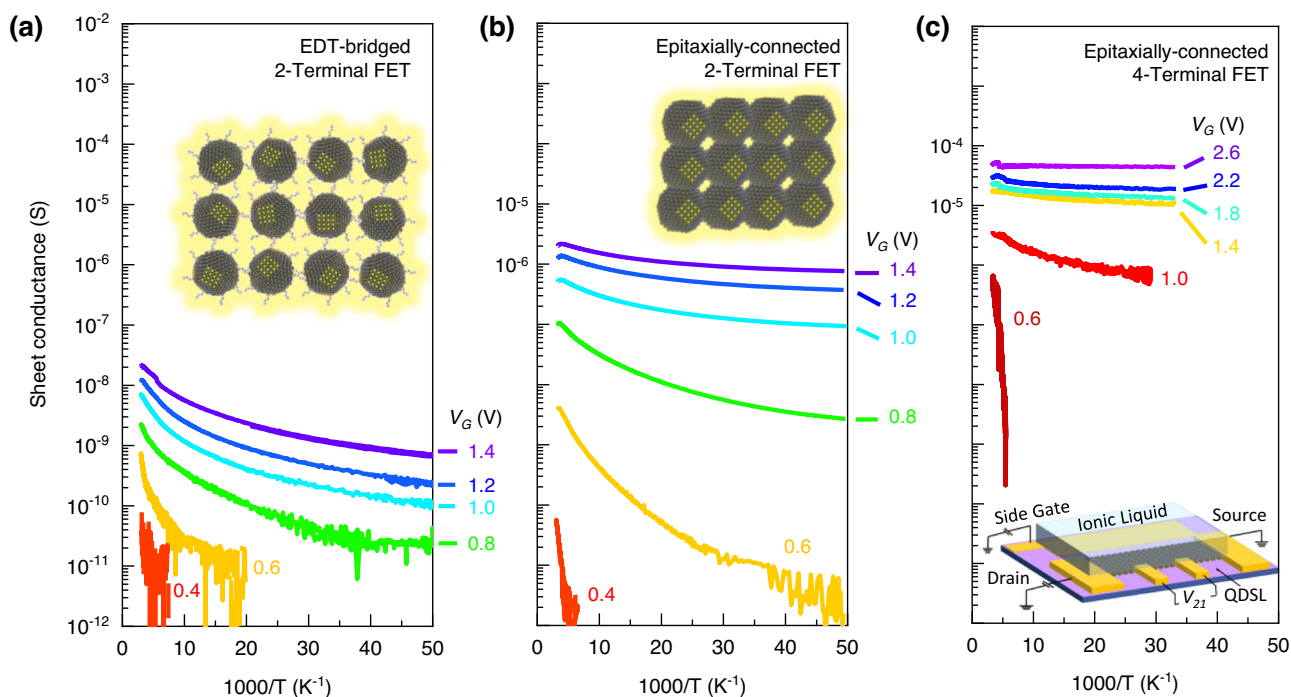 (a)
EDT-bridged
2-Terminal FET
Sheet conductance (S)
10⁻²
10⁻³
10⁻⁴
10⁻⁵
10⁻⁶
10⁻⁷
10⁻⁸
10⁻⁹
10⁻¹⁰
10⁻¹¹
10⁻¹²
V_G (V)
1.4
1.2
1.0
0.8
0.6
0.4
0 10 20 30 40 50
1000/T (K⁻¹)
(b)
Epitaxially-connected
2-Terminal FET
10⁻⁵
10⁻⁶
V_G (V)
1.4
1.2
1.0
0.8
0.6
0.4
0 10 20 30 40 50
1000/T (K⁻¹)
(c)
Epitaxially-connected
4-Terminal FET
10⁻⁴
10⁻⁵
V_G (V)
2.6
2.2
1.8
1.4
1.0
0.6
Side Gate
Ionic Liquid
Source
Drain
V₂₁
QDSL
0 10 20 30 40 50
1000/T (K⁻¹)